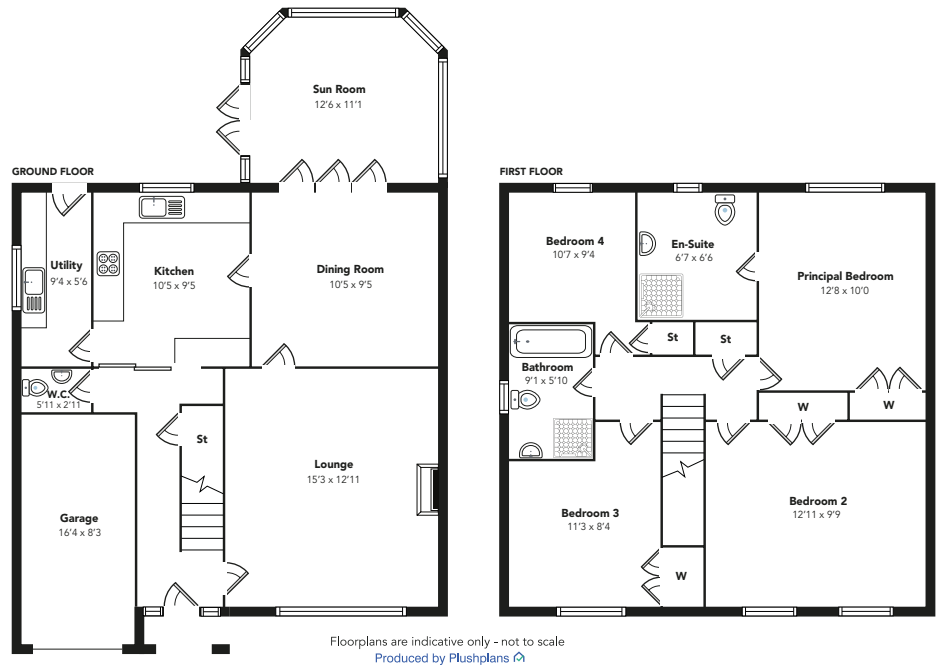 Sun Room
12'6 x 11'1
GROUND FLOOR
Utility
9'4 x 5'6
Kitchen
10'5 x 9'5
Dining Room
10'5 x 9'5
W.C.
5'11 x 2'11
St
Lounge
15'3 x 12'11
Garage
16'4 x 8'3
FIRST FLOOR
Bedroom 4
10'7 x 9'4
En-Suite
6'7 x 6'6
Principal Bedroom
12'8 x 10'0
St
St
Bathroom
9'1 x 5'10
W
W
Bedroom 3
11'3 x 8'4
Bedroom 2
12'11 x 9'9
W
Floorplans are indicative only - not to scale
Produced by Plushplans